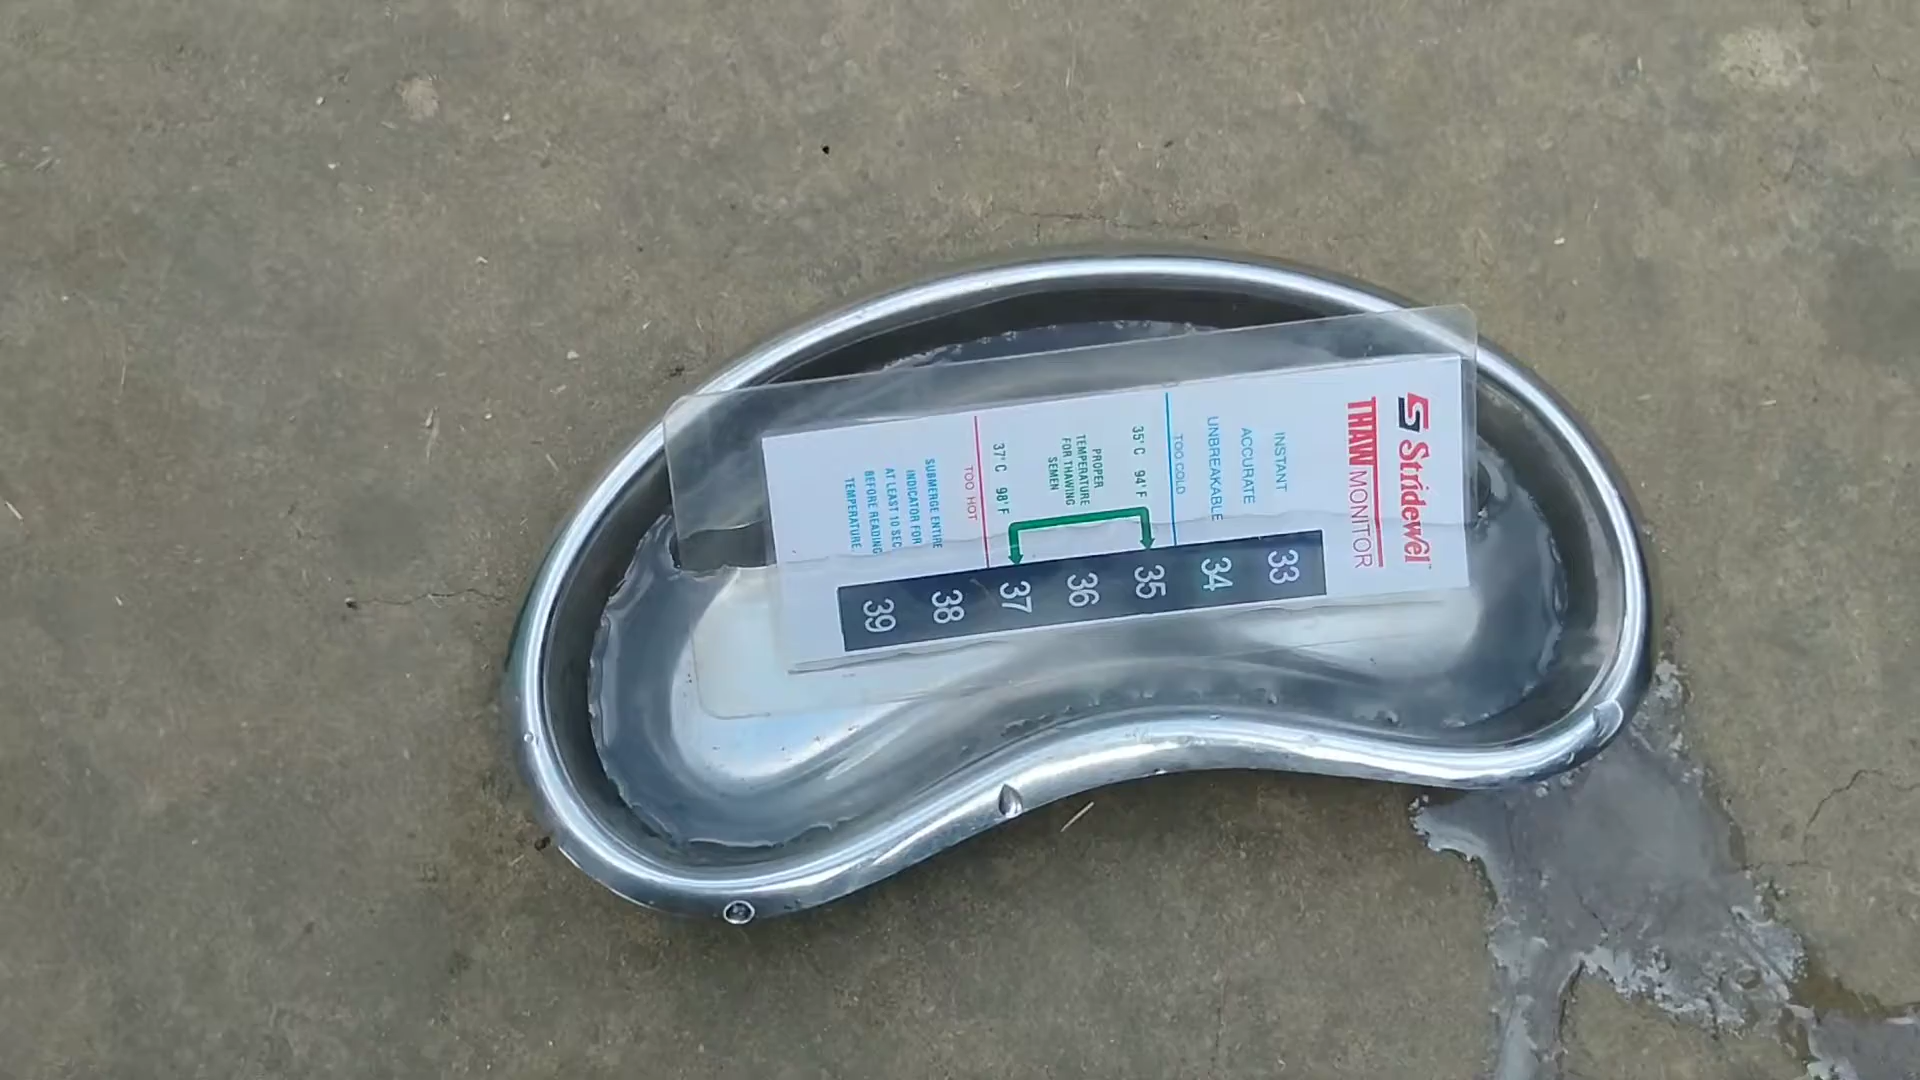 Stridewel™
THAW MONITOR
INSTANT
ACCURATE
UNBREAKABLE
TOO COLD
35°C 94°F
PROPER
TEMPERATURE
FOR THAWING
SEMEN
37°C 98°F
TOO HOT
SUBMERGE ENTIRE
INDICATOR FOR
AT LEAST 10 SEC
BEFORE READING
TEMPERATURE
33
34
35
36
37
38
39